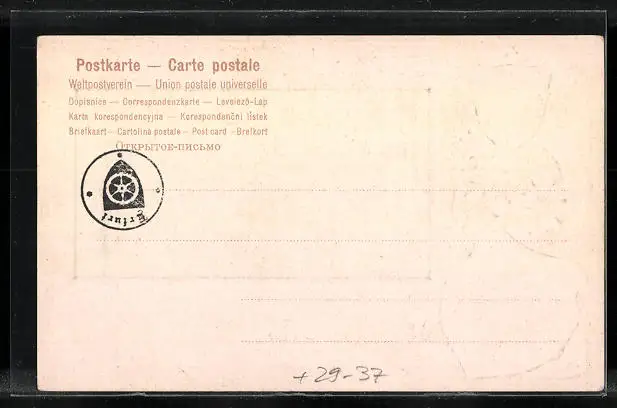 Postkarte — Carte postale
Weltpostverein — Union postale universelle
Dopisnice — Correspondenzkarte — Levelező-Lap
Karta korespondencyjna — Korespondenční lístek
Briefkaart — Cartolina postale — Post card — Brefkort
Открытое-письмо
Erfurt
+29-37